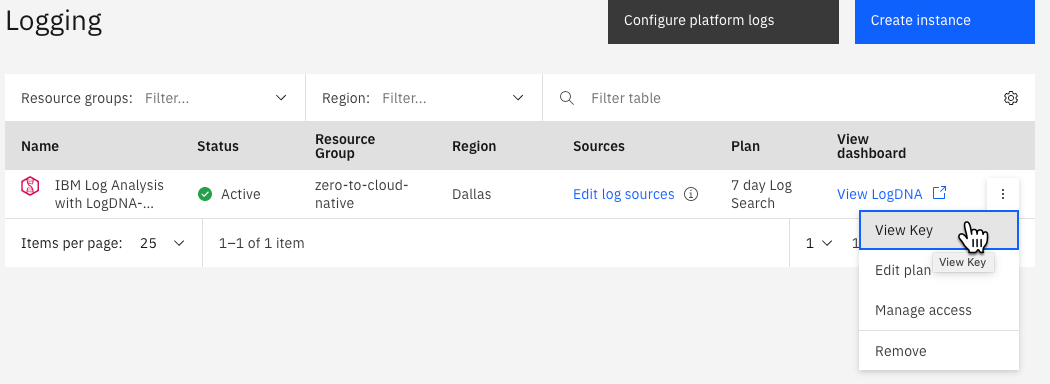 Logging
Configure platform logs
Create instance
Resource groups: Filter...
Region: Filter...
Filter table
Name
Status
Resource
Group
Region
Sources
Plan
View
dashboard
IBM Log Analysis
with LogDNA-...
Active
zero-to-cloud-
native
Dallas
Edit log sources
7 day Log
Search
View LogDNA
Items per page: 25
1–1 of 1 item
1
1
View Key
View Key
Edit plan
Manage access
Remove